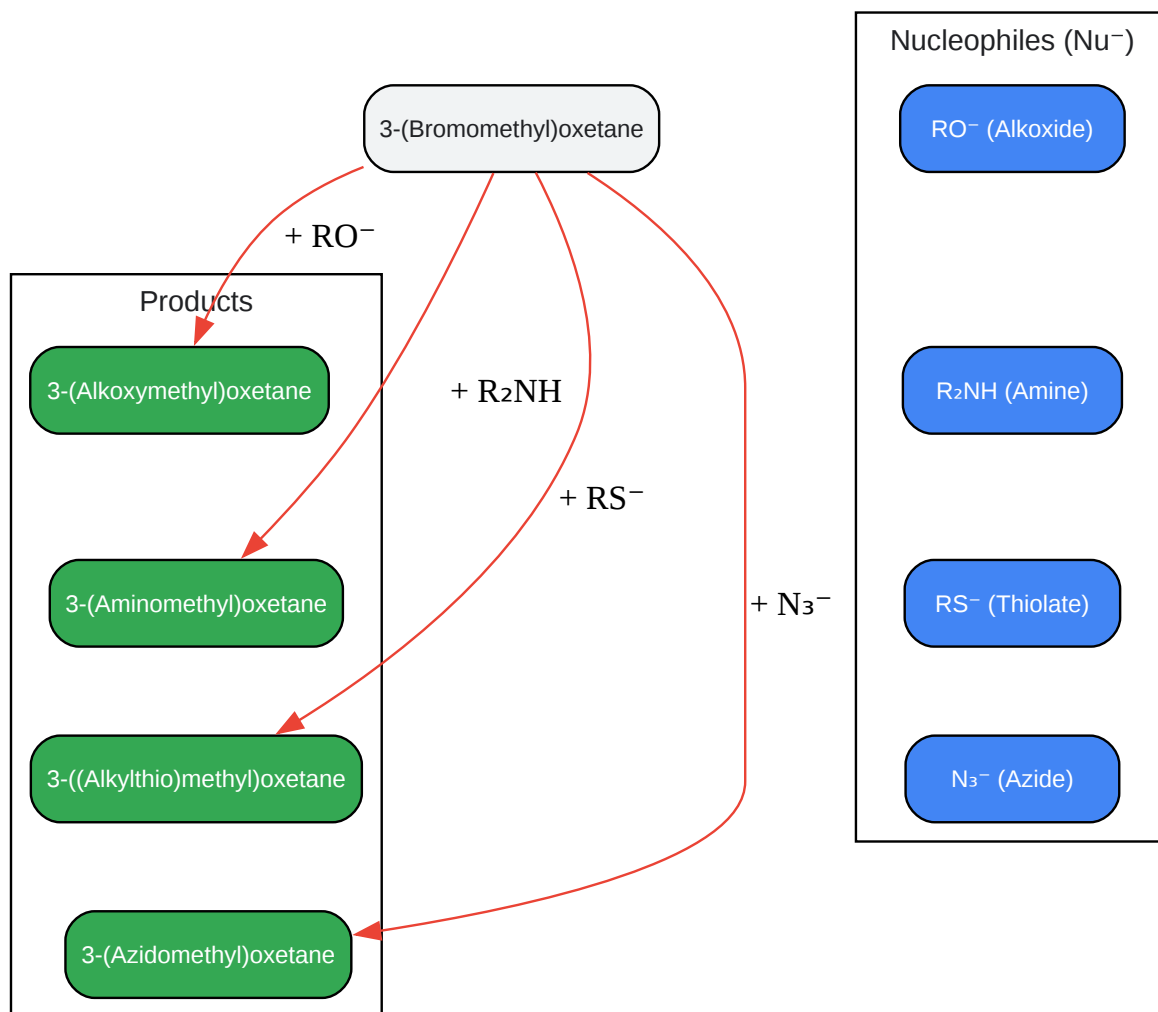 Nucleophiles (Nu⁻)
3-(Bromomethyl)oxetane
RO⁻ (Alkoxide)
+ RO⁻
Products
3-(Alkoxymethyl)oxetane
+ R₂NH
R₂NH (Amine)
+ RS⁻
3-(Aminomethyl)oxetane
+ N₃⁻
RS⁻ (Thiolate)
3-((Alkylthio)methyl)oxetane
N₃⁻ (Azide)
3-(Azidomethyl)oxetane